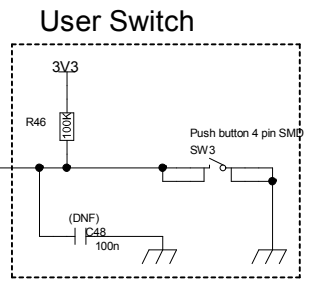 User Switch
3V3
R46
100K
Push button 4 pin SMD
SW3
(DNF)
C48
100n